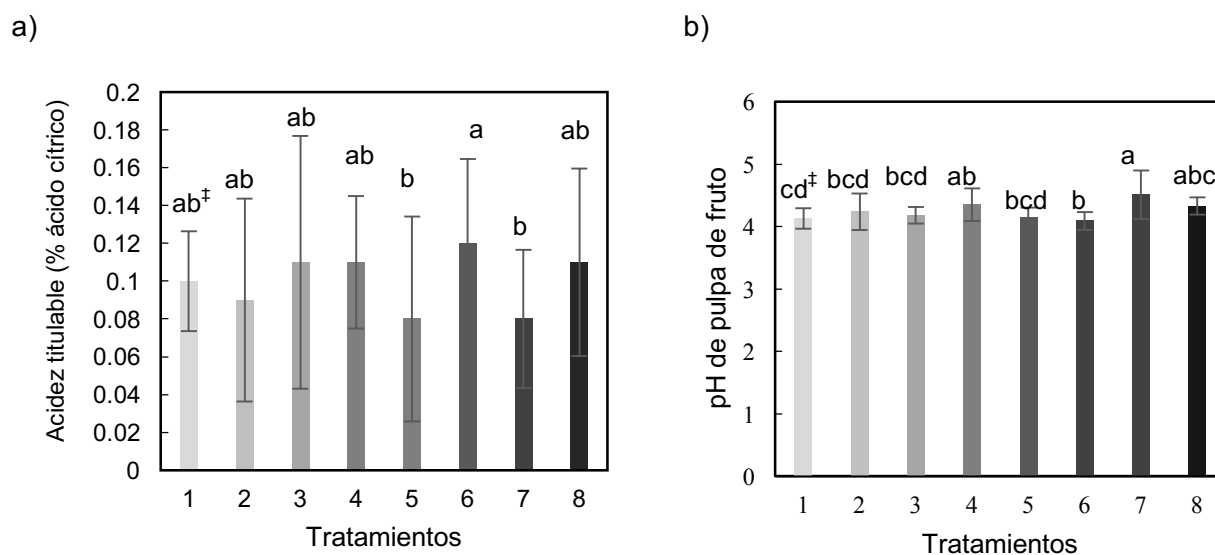 a)
Acidez titulable (% ácido cítrico)
0.2
0.18
0.16
0.14
0.12
0.1
0.08
0.06
0.04
0.02
0
ab‡
ab
ab
ab
b
a
b
ab
1 2 3 4 5 6 7 8
Tratamientos
b)
pH de pulpa de fruto
6
5
4
3
2
1
0
cd‡
bcd
bcd
ab
bcd
b
a
abc
1 2 3 4 5 6 7 8
Tratamientos